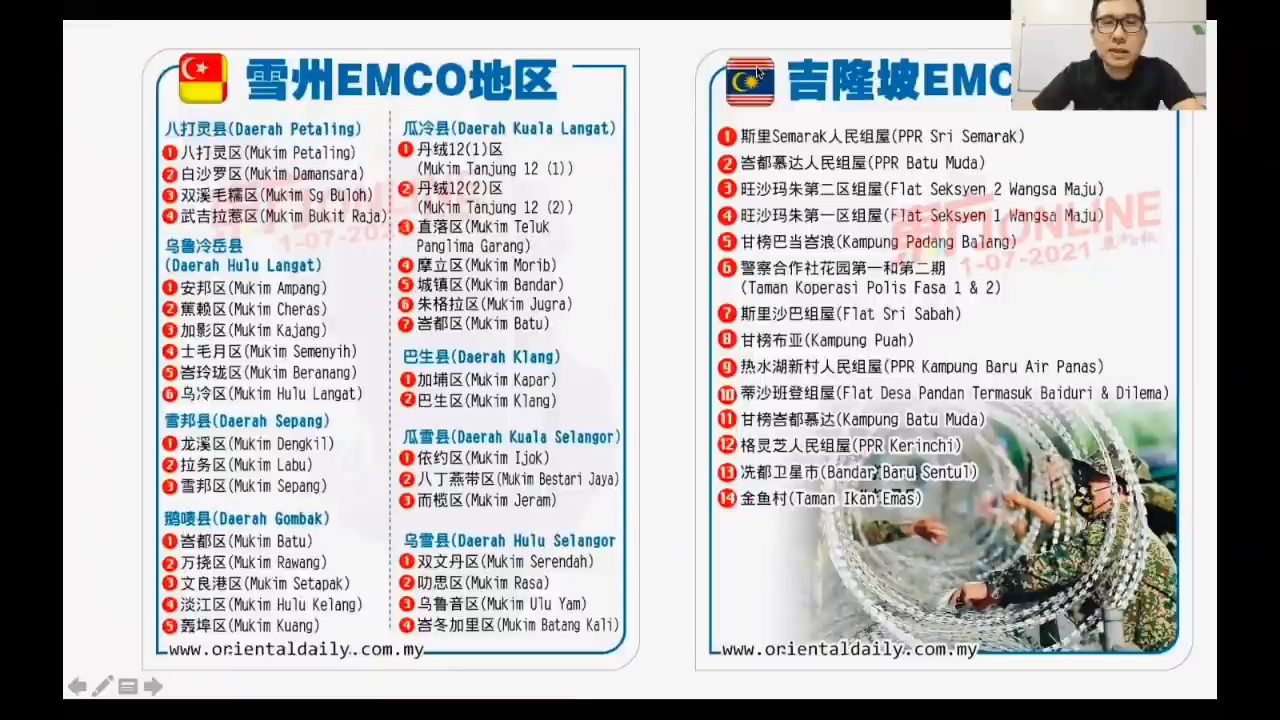 雪州EMCO地区
八打灵县(Daerah Petaling)
1 八打灵区(Mukim Petaling)
2 白沙罗区(Mukim Damansara)
3 双溪毛糯区(Mukim Sg Buloh)
4 武吉拉惹区(Mukim Bukit Raja)
乌鲁冷岳县
(Daerah Hulu Langat)
1 安邦区(Mukim Ampang)
2 蕉赖区(Mukim Cheras)
3 加影区(Mukim Kajang)
4 士毛月区(Mukim Semenyih)
5 峇玲珑区(Mukim Beranang)
6 乌冷区(Mukim Hulu Langat)
雪邦县(Daerah Sepang)
1 龙溪区(Mukim Dengkil)
2 拉务区(Mukim Labu)
3 雪邦区(Mukim Sepang)
鹅唛县(Daerah Gombak)
1 峇都区(Mukim Batu)
2 万挠区(Mukim Rawang)
3 文良港区(Mukim Setapak)
4 淡江区(Mukim Hulu Kelang)
5 轰埠区(Mukim Kuang)
瓜冷县(Daerah Kuala Langat)
1 丹绒12(1)区
(Mukim Tanjung 12 (1))
2 丹绒12(2)区
(Mukim Tanjung 12 (2))
3 直落区(Mukim Teluk
Panglima Garang)
4 摩立区(Mukim Morib)
5 城镇区(Mukim Bandar)
6 朱格拉区(Mukim Jugra)
7 峇都区(Mukim Batu)
巴生县(Daerah Klang)
1 加埔区(Mukim Kapar)
2 巴生区(Mukim Klang)
瓜雪县(Daerah Kuala Selangor)
1 依约区(Mukim Ijok)
2 八丁燕带区(Mukim Bestari Jaya)
3 而榄区(Mukim Jeram)
乌雪县(Daerah Hulu Selangor
1 双文丹区(Mukim Serendah)
2 叻思区(Mukim Rasa)
3 乌鲁音区(Mukim Ulu Yam)
4 峇冬加里区(Mukim Batang Kali)
www.orientaldaily.com.my
吉隆坡EMC
1 斯里Semarak人民组屋(PPR Sri Semarak)
2 峇都慕达人民组屋(PPR Batu Muda)
3 旺沙玛朱第二区组屋(Flat Seksyen 2 Wangsa Maju)
4 旺沙玛朱第一区组屋(Flat Seksyen 1 Wangsa Maju)
5 甘榜巴当峇浪(Kampung Padang Balang)
6 警察合作社花园第一和第二期
(Taman Koperasi Polis Fasa 1 & 2)
7 斯里沙巴组屋(Flat Sri Sabah)
8 甘榜布亚(Kampung Puah)
9 热水湖新村人民组屋(PPR Kampung Baru Air Panas)
10 蒂沙班登组屋(Flat Desa Pandan Termasuk Baiduri & Dilema)
11 甘榜峇都慕达(Kampung Batu Muda)
12 格灵芝人民组屋(PPR Kerinchi)
13 冼都卫星市(Bandar Baru Sentul)
14 金鱼村(Taman Ikan Emas)
ONLINE
1-07-2021
www.orientaldaily.com.my